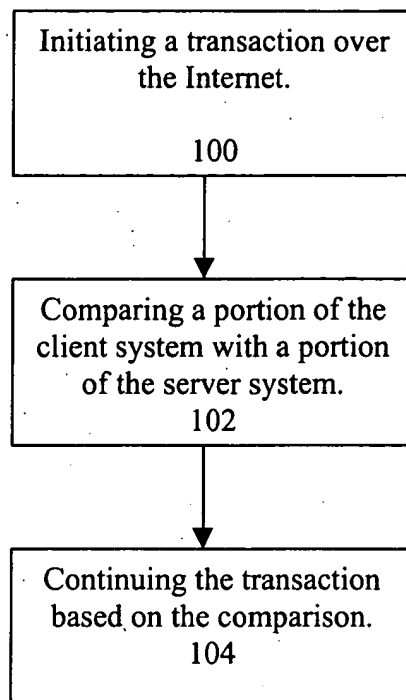 Initiating a transaction over
the Internet.
100
Comparing a portion of the
client system with a portion
of the server system.
102
Continuing the transaction
based on the comparison.
104